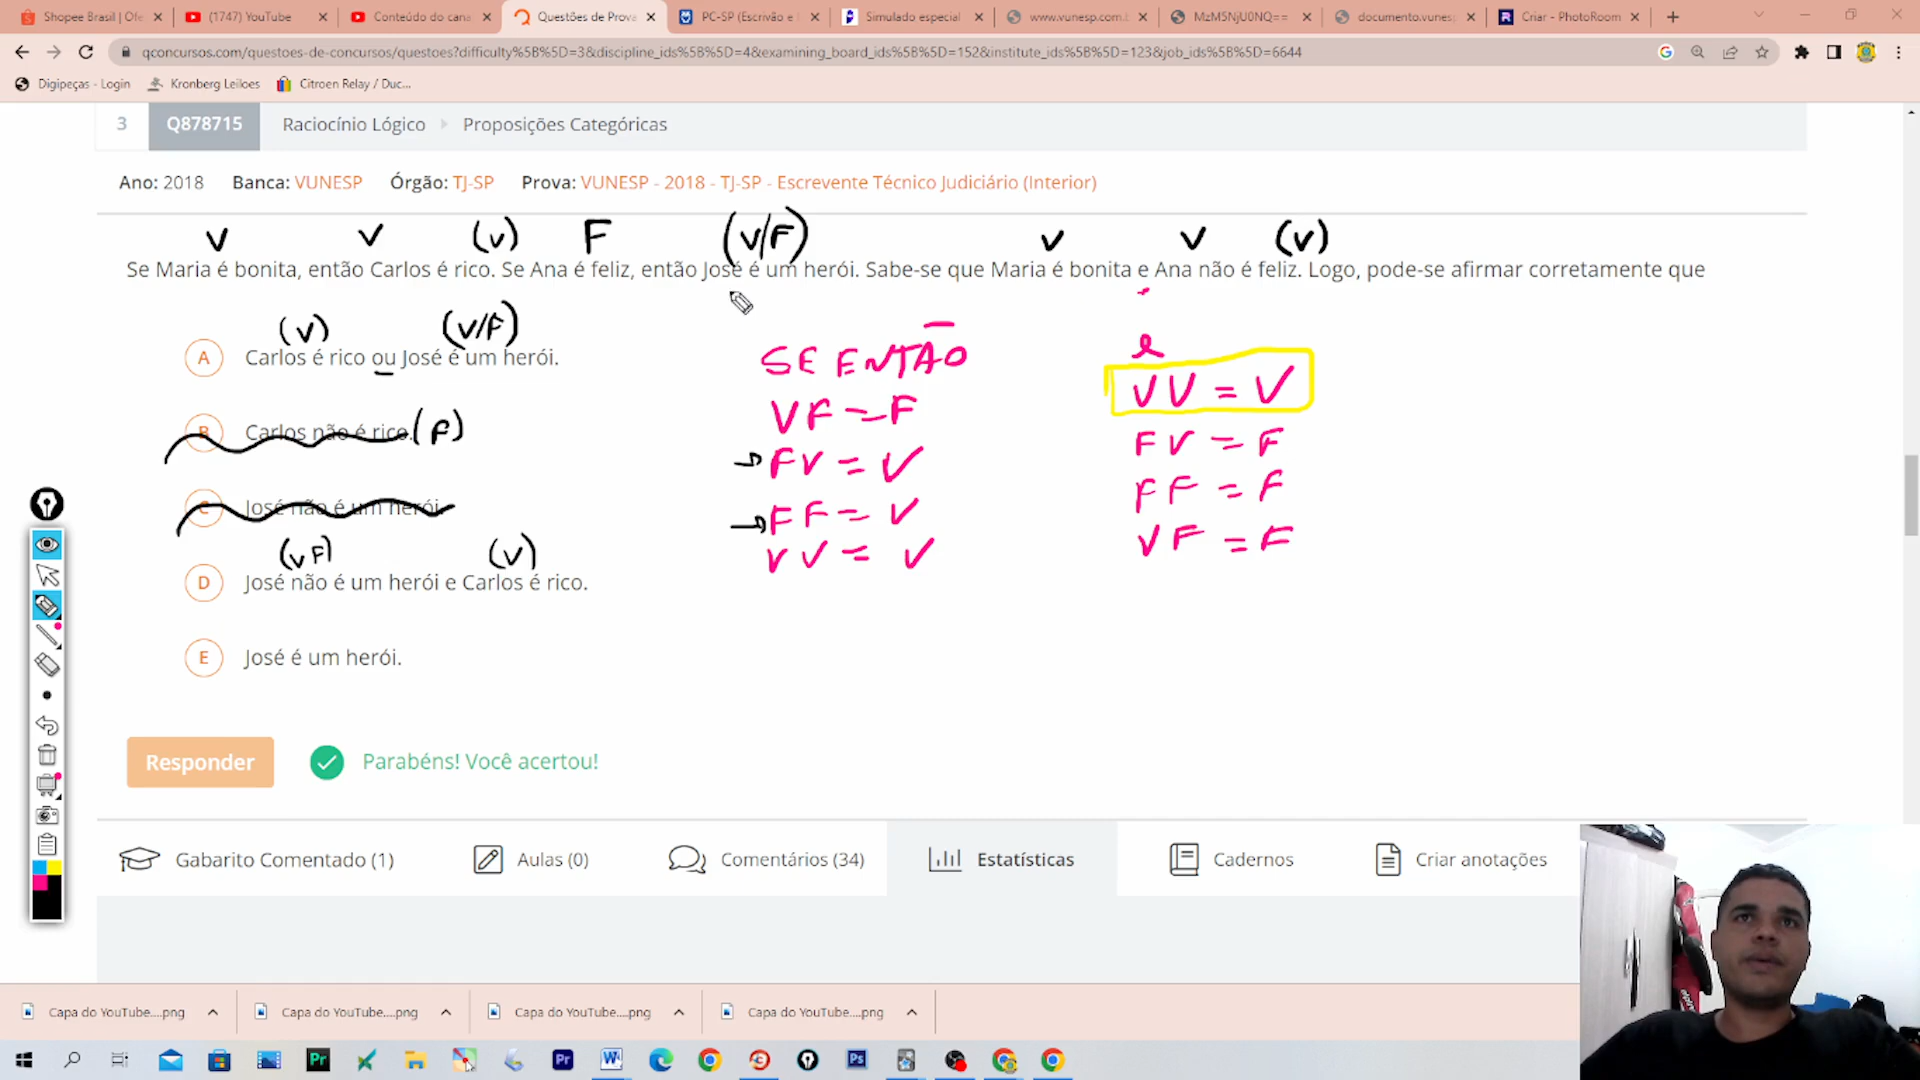 Shopee Brasil | Ofe
(1747) YouTube
Conteúdo do cana
Questões de Prova
PC-SP (Escrivão e I
Simulado especial
www.vunesp.com.b
MzM5NjU0NQ==
documento.vunes
Criar - PhotoRoom
qconcursos.com/questoes-de-concursos/questoes?difficulty%5B%5D=3&discipline_ids%5B%5D=4&examining_board_ids%5B%5D=152&institute_ids%5B%5D=123&job_ids%5B%5D=6644
Digipeças - Login
Kronberg Leiloes
Citroen Relay / Duc...
3 Q878715 Raciocínio Lógico Proposições Categóricas
Ano: 2018 Banca: VUNESP Órgão: TJ-SP Prova: VUNESP - 2018 - TJ-SP - Escrevente Técnico Judiciário (Interior)
V V (V) F (V/F) V V (V)
Se Maria é bonita, então Carlos é rico. Se Ana é feliz, então José é um herói. Sabe-se que Maria é bonita e Ana não é feliz. Logo, pode-se afirmar corretamente que
(V) (V/F)
A Carlos é rico ou José é um herói.
B Carlos não é rico. (F)
C José não é um herói.
(VF) (V)
D José não é um herói e Carlos é rico.
E José é um herói.
SE ENTÃO
VF = F
FV = V
FF = V
VV = V
e
VV = V
FV = F
FF = F
VF = F
Responder
Parabéns! Você acertou!
Gabarito Comentado (1)
Aulas (0)
Comentários (34)
Estatísticas
Cadernos
Criar anotações
Capa do YouTube....png
Capa do YouTube....png
Capa do YouTube....png
Capa do YouTube....png